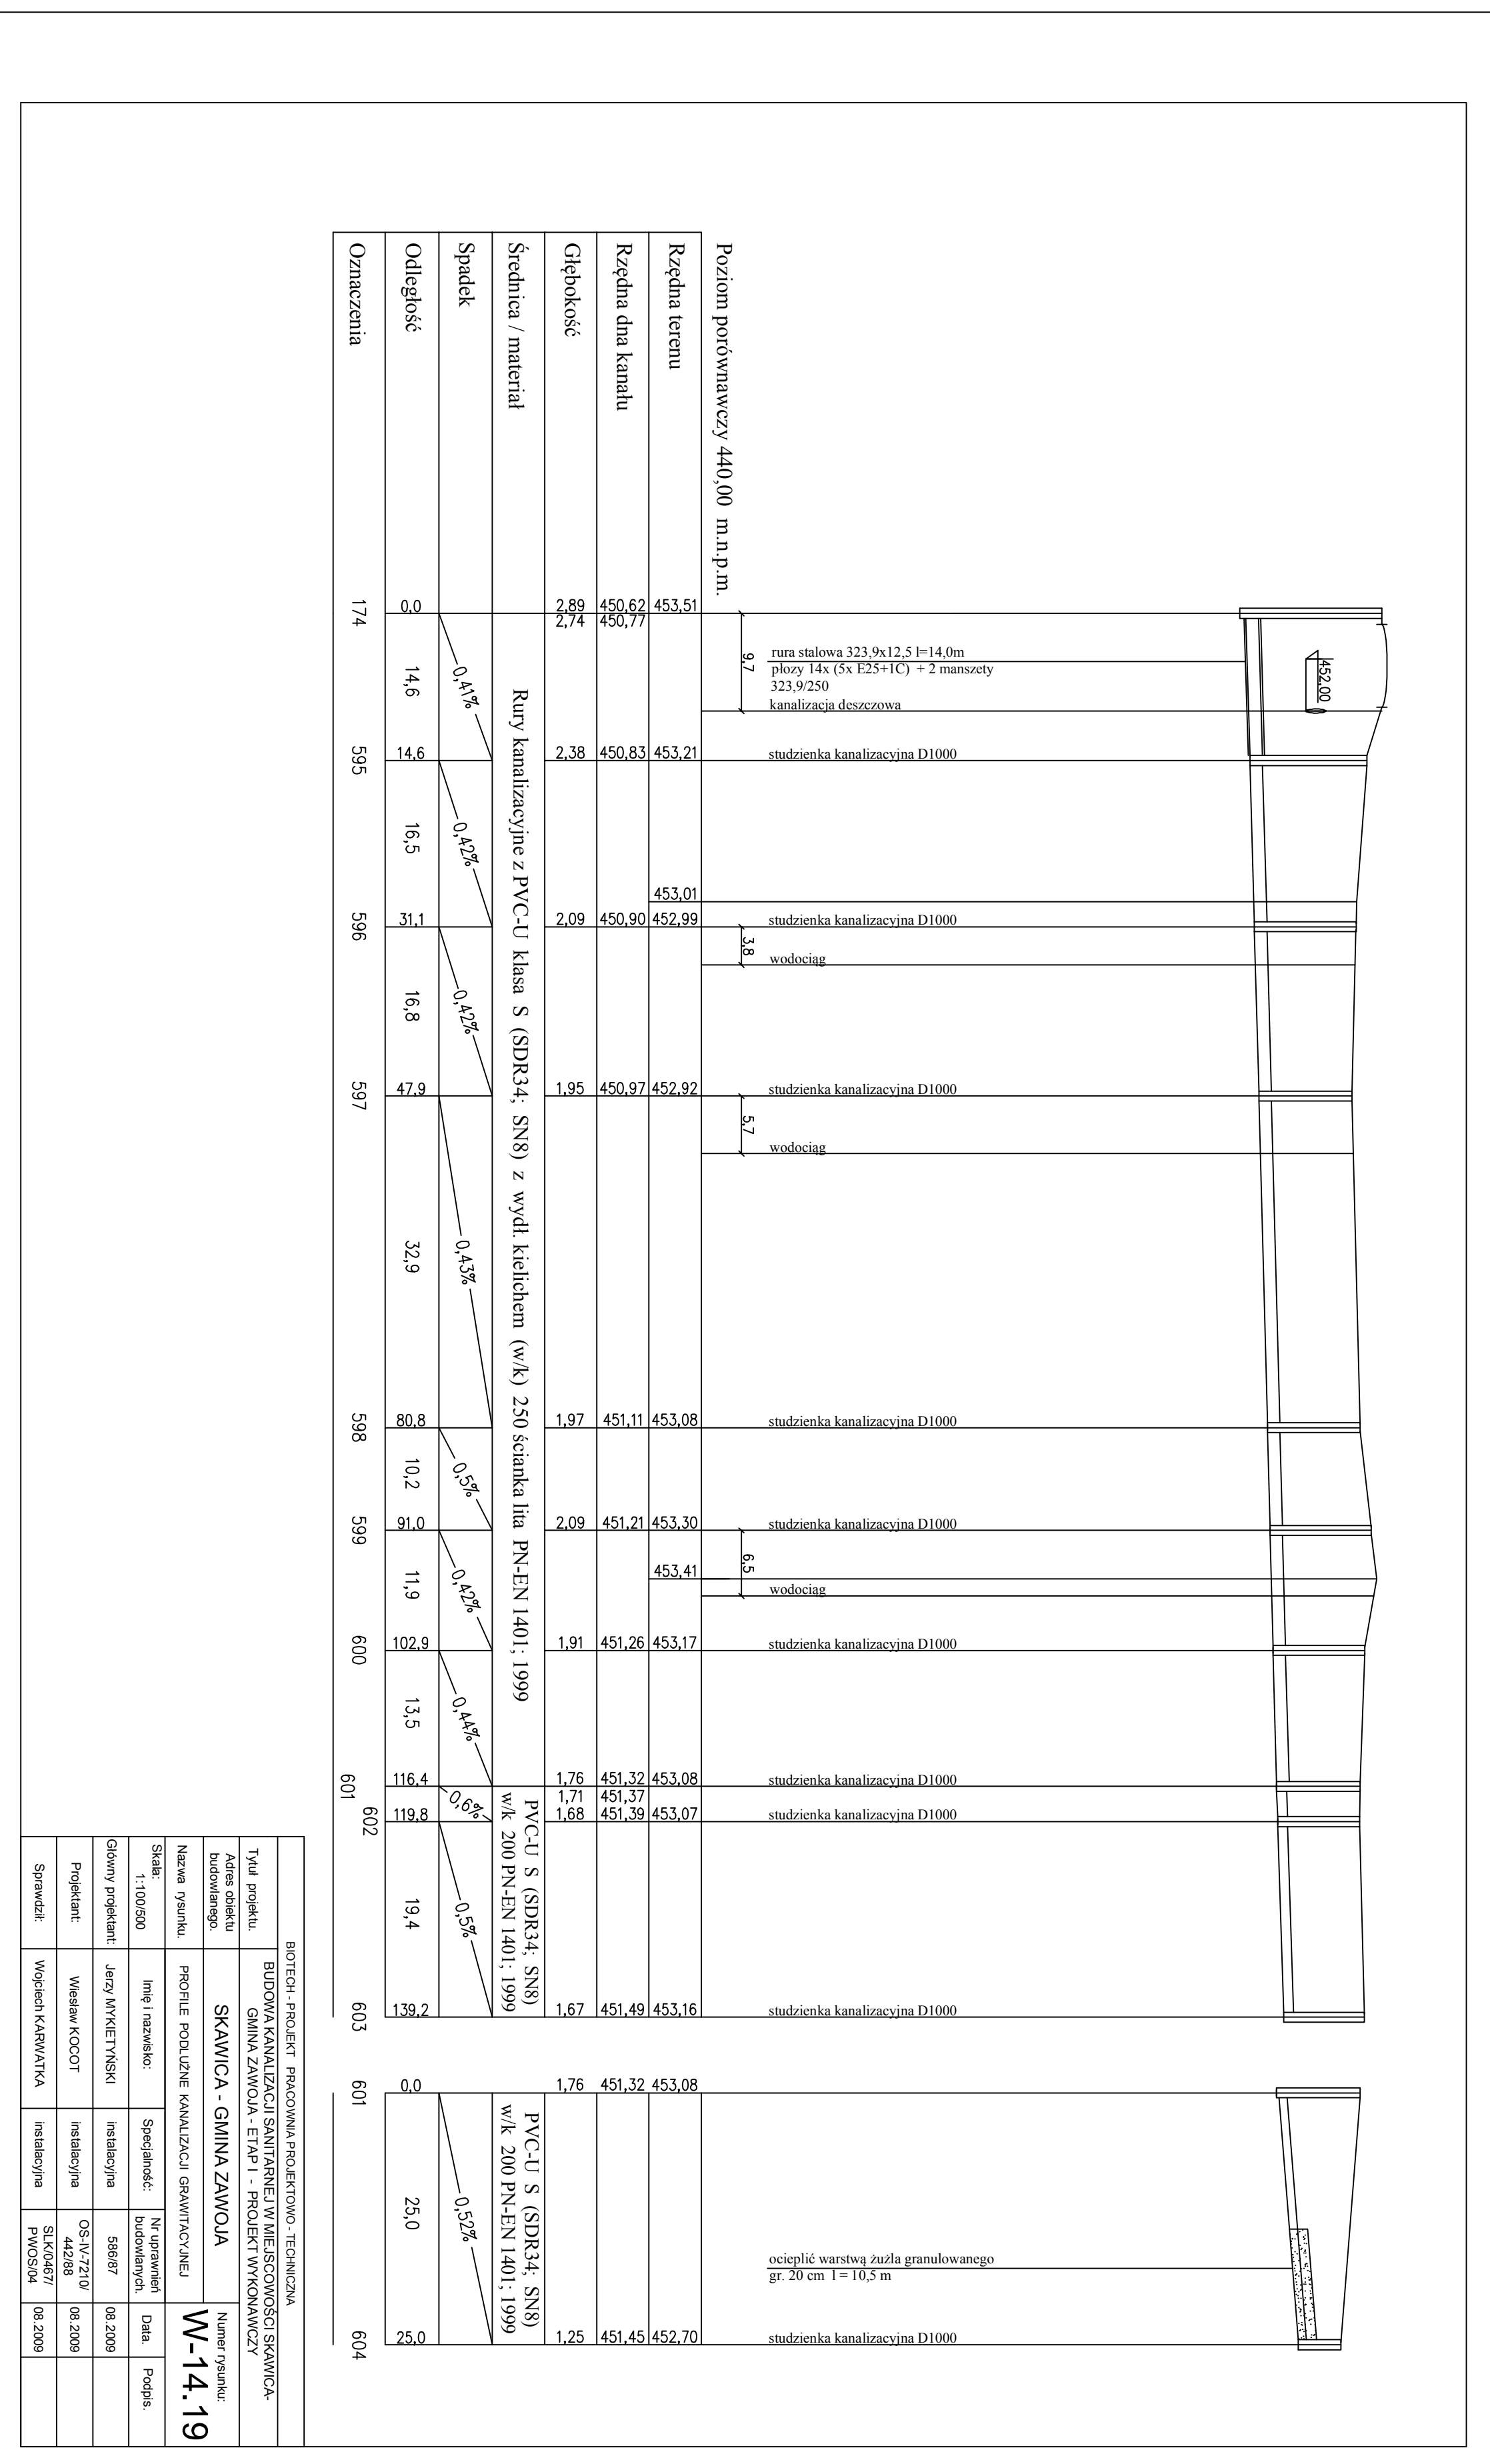 Poziom porównawczy 440,00 m.n.p.m.
Rzędna terenu
Rzędna dna kanału
Głębokość
Średnica / materiał
Spadek
Odległość
Oznaczenia
452,00
9,7
rura stalowa 323,9x12,5 l=14,0m
płozy 14x (5x E25+1C) + 2 manszety
323,9/250
kanalizacja deszczowa
studzienka kanalizacyjna D1000
studzienka kanalizacyjna D1000
3,8
wodociąg
studzienka kanalizacyjna D1000
5,7
wodociąg
studzienka kanalizacyjna D1000
studzienka kanalizacyjna D1000
6,5
wodociąg
studzienka kanalizacyjna D1000
studzienka kanalizacyjna D1000
studzienka kanalizacyjna D1000
studzienka kanalizacyjna D1000
ocieplić warstwą żużla granulowanego
gr. 20 cm l = 10,5 m
studzienka kanalizacyjna D1000
453,51 453,21 453,01 452,99 452,92 453,08 453,30 453,41 453,17 453,08 453,07 453,16 453,08 452,70
450,62 450,77 450,83 450,90 450,97 451,11 451,21 451,26 451,32 451,37 451,39 451,49 451,32 451,45
2,89 2,74 2,38 2,09 1,95 1,97 2,09 1,91 1,76 1,71 1,68 1,67 1,76 1,25
Rury kanalizacyjne z PVC-U klasa S (SDR34; SN8) z wydł. kielichem (w/k) 250 ścianka lita PN-EN 1401; 1999
PVC-U S (SDR34; SN8)
w/k 200 PN-EN 1401; 1999
PVC-U S (SDR34; SN8)
w/k 200 PN-EN 1401; 1999
0,41% 0,42% 0,42% 0,43% 0,5% 0,42% 0,44% 0,6% 0,5% 0,52%
0,0 14,6 14,6 16,5 31,1 16,8 47,9 32,9 80,8 10,2 91,0 11,9 102,9 13,5 116,4 119,8 19,4 139,2 0,0 25,0 25,0
174 595 596 597 598 599 600 601 602 603 601 604
BIOTECH - PROJEKT PRACOWNIA PROJEKTOWO - TECHNICZNA
Tytuł projektu.
BUDOWA KANALIZACJI SANITARNEJ W MIEJSCOWOŚCI SKAWICA-
GMINA ZAWOJA - ETAP I - PROJEKT WYKONAWCZY
Adres obiektu
budowlanego.
SKAWICA - GMINA ZAWOJA
Numer rysunku:
W-14.19
Nazwa rysunku.
PROFILE PODŁUŻNE KANALIZACJI GRAWITACYJNEJ
Skala:
1:100/500
Imię i nazwisko:
Specjalność:
Nr uprawnień
budowlanych.
Data.
Podpis.
Główny projektant:
Jerzy MYKIETYŃSKI
instalacyjna
586/87
08.2009
Projektant:
Wiesław KOCOT
instalacyjna
OS-IV-7210/
442/88
08.2009
Sprawdził:
Wojciech KARWATKA
instalacyjna
SLK/0467/
PWOS/04
08.2009